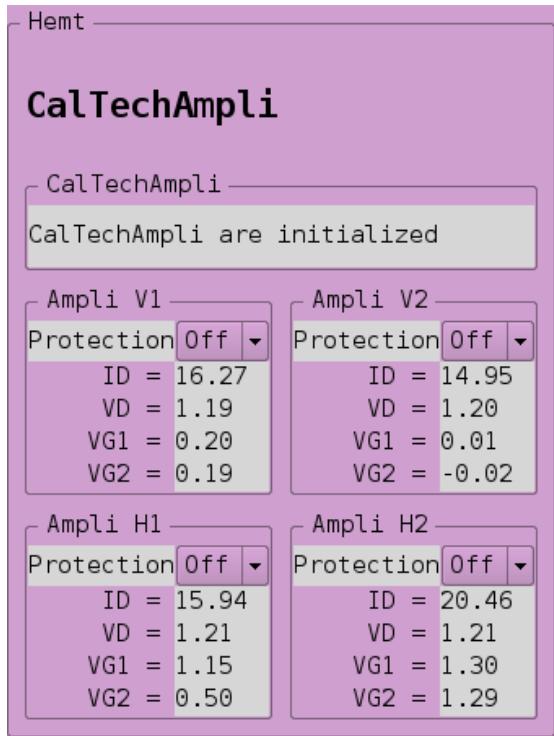 Hemt
CalTechAmpli
CalTechAmpli
CalTechAmpli are initialized
Ampli V1
Protection Off
ID = 16.27
VD = 1.19
VG1 = 0.20
VG2 = 0.19
Ampli V2
Protection Off
ID = 14.95
VD = 1.20
VG1 = 0.01
VG2 = -0.02
Ampli H1
Protection Off
ID = 15.94
VD = 1.21
VG1 = 1.15
VG2 = 0.50
Ampli H2
Protection Off
ID = 20.46
VD = 1.21
VG1 = 1.30
VG2 = 1.29